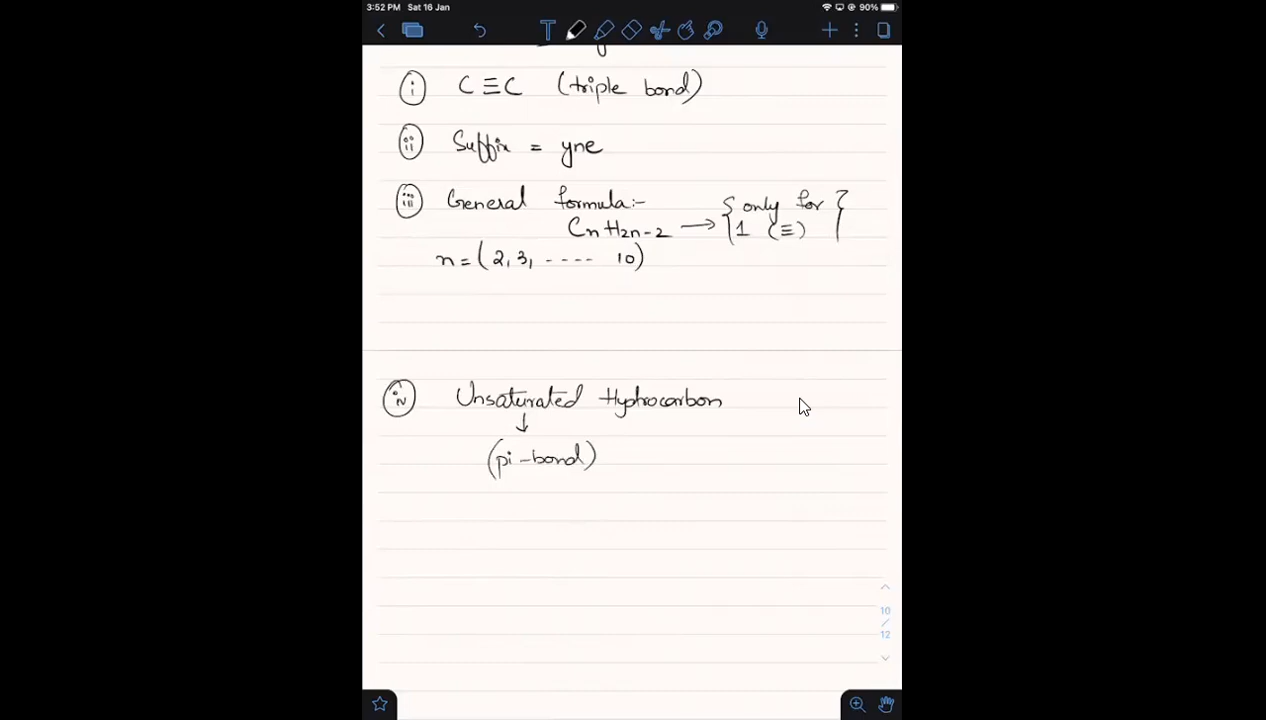 3:52 PM Sat 16 Jan 90%
(i) C≡C (triple bond)
(ii) Suffix = yne
(iii) General formula:-
CnH2n-2 → { only for }
{ 1 (≡) }
n = (2, 3, ---- 10)
(iv) Unsaturated Hydrocarbon
↓
(pi-bond)
10
/
12